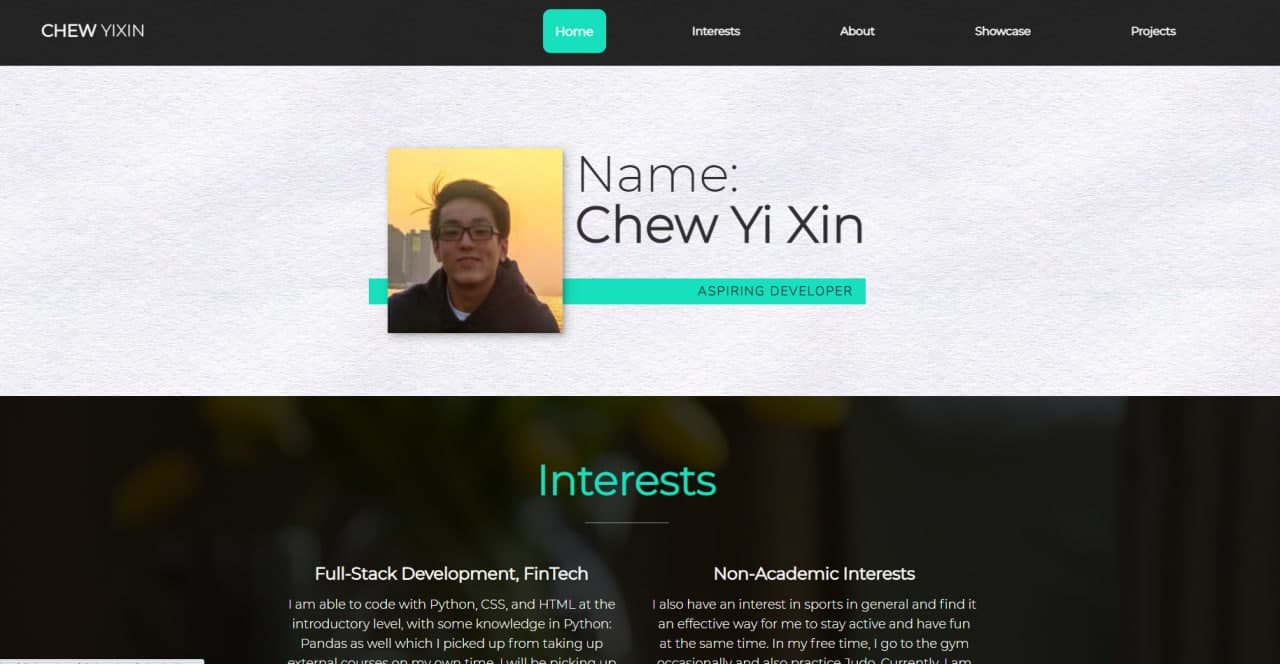 CHEW YIXIN
Home
Interests
About
Showcase
Projects
Name:
Chew Yi Xin
ASPIRING DEVELOPER
Interests
Full-Stack Development, FinTech
I am able to code with Python, CSS, and HTML at the
introductory level, with some knowledge in Python:
Pandas as well which I picked up from taking up
external courses on my own time. I will be picking up
Non-Academic Interests
I also have an interest in sports in general and find it
an effective way for me to stay active and have fun
at the same time. In my free time, I go to the gym
occasionally and also practice Judo. Currently, I am